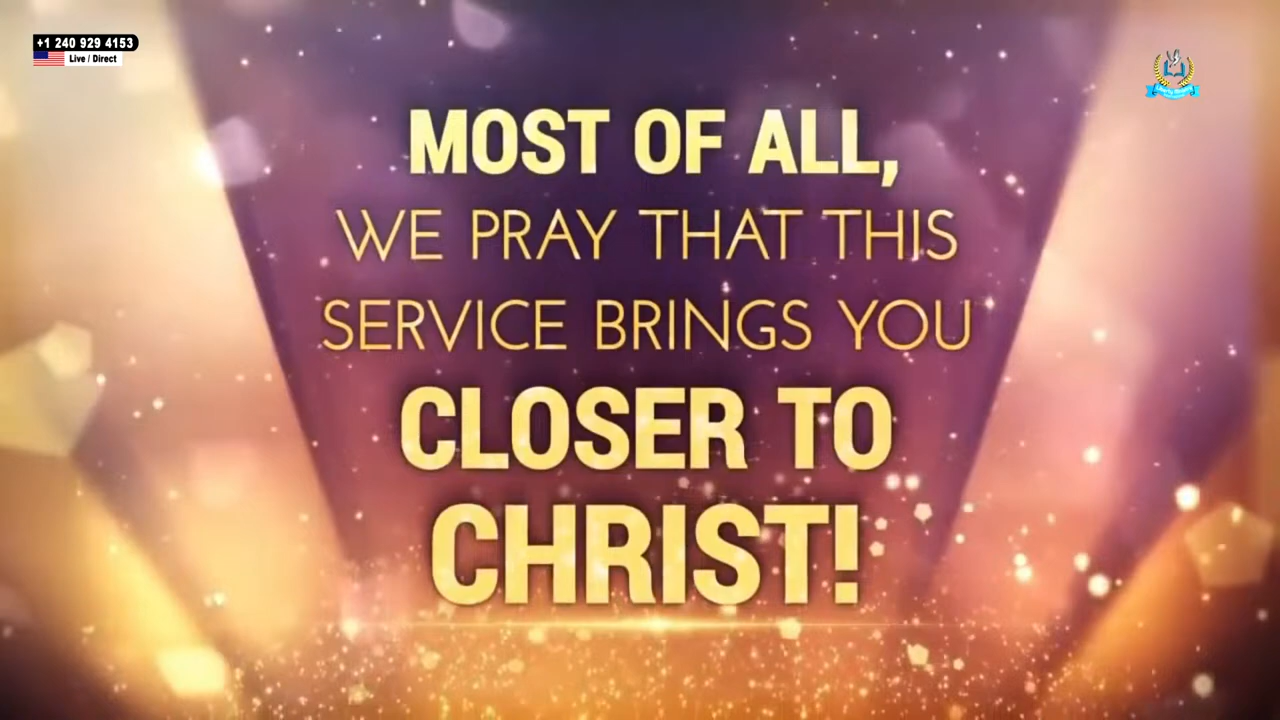 +1 240 929 4153
Live / Direct
MOST OF ALL,
WE PRAY THAT THIS
SERVICE BRINGS YOU
CLOSER TO
CHRIST!